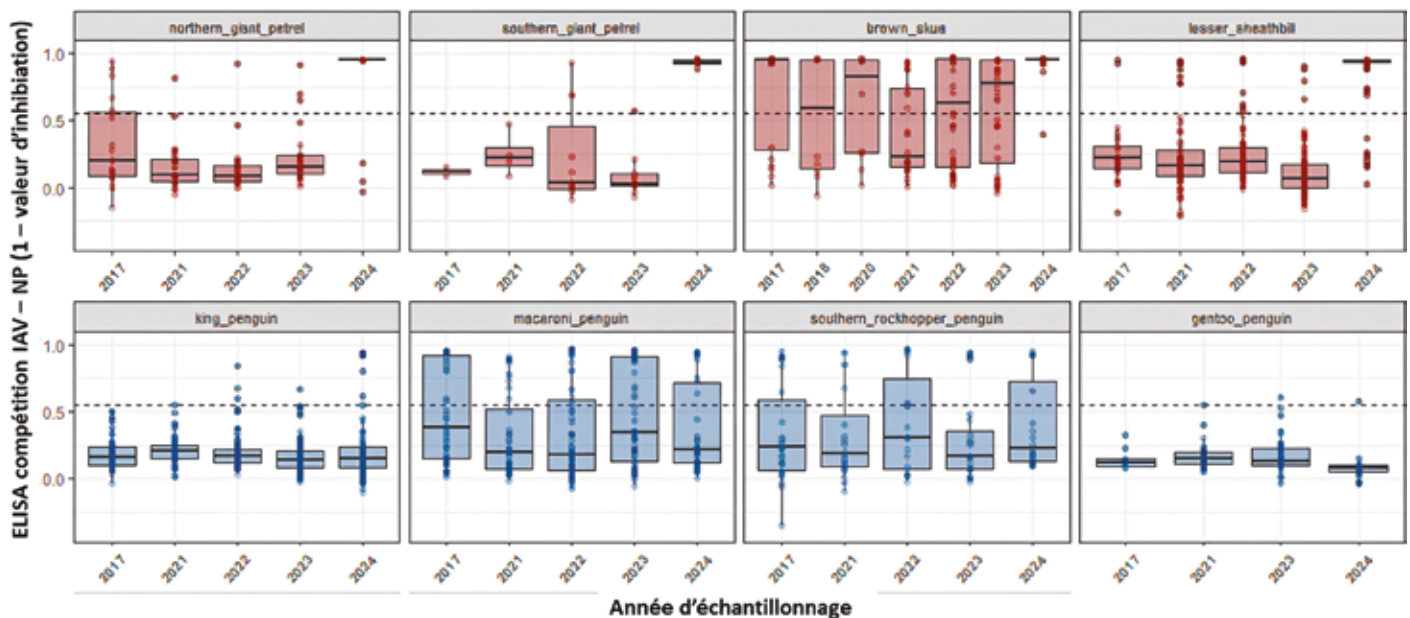 northern_giant_petrel
southern_giant_petrel
brown_skua
lesser_sheathbill
1.0
0.5
0.0
2017 2021 2022 2023 2024
2017 2021 2022 2023 2024
2017 2018 2020 2021 2022 2023 2024
2017 2021 2022 2023 2024
king_penguin
macaroni_penguin
southern_rockhopper_penguin
gentoo_penguin
1.0
0.5
0.0
2017 2021 2022 2023 2024
2017 2021 2022 2023 2024
2017 2021 2022 2023 2024
2017 2021 2023 2024
ELISA compétition IAV – NP (1 – valeur d'inhibiation)
Année d'échantillonnage